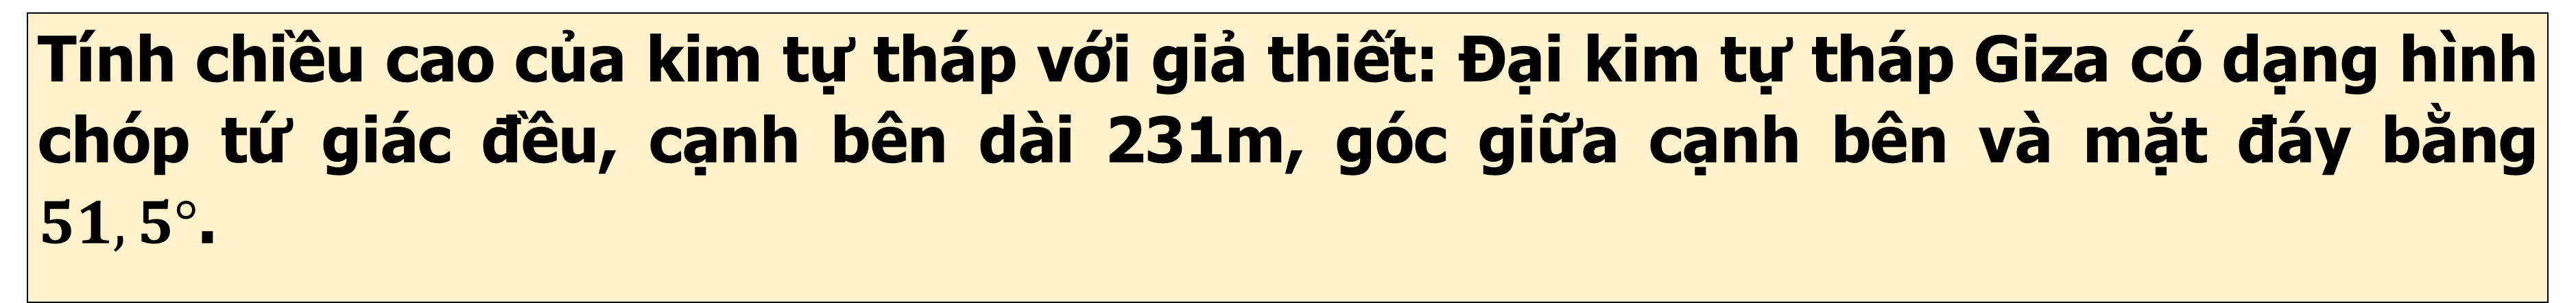 Tính chiều cao của kim tự tháp với giả thiết: Đại kim tự tháp Giza có dạng hình
chóp tứ giác đều, cạnh bên dài 231m, góc giữa cạnh bên và mặt đáy bằng
51,5°.